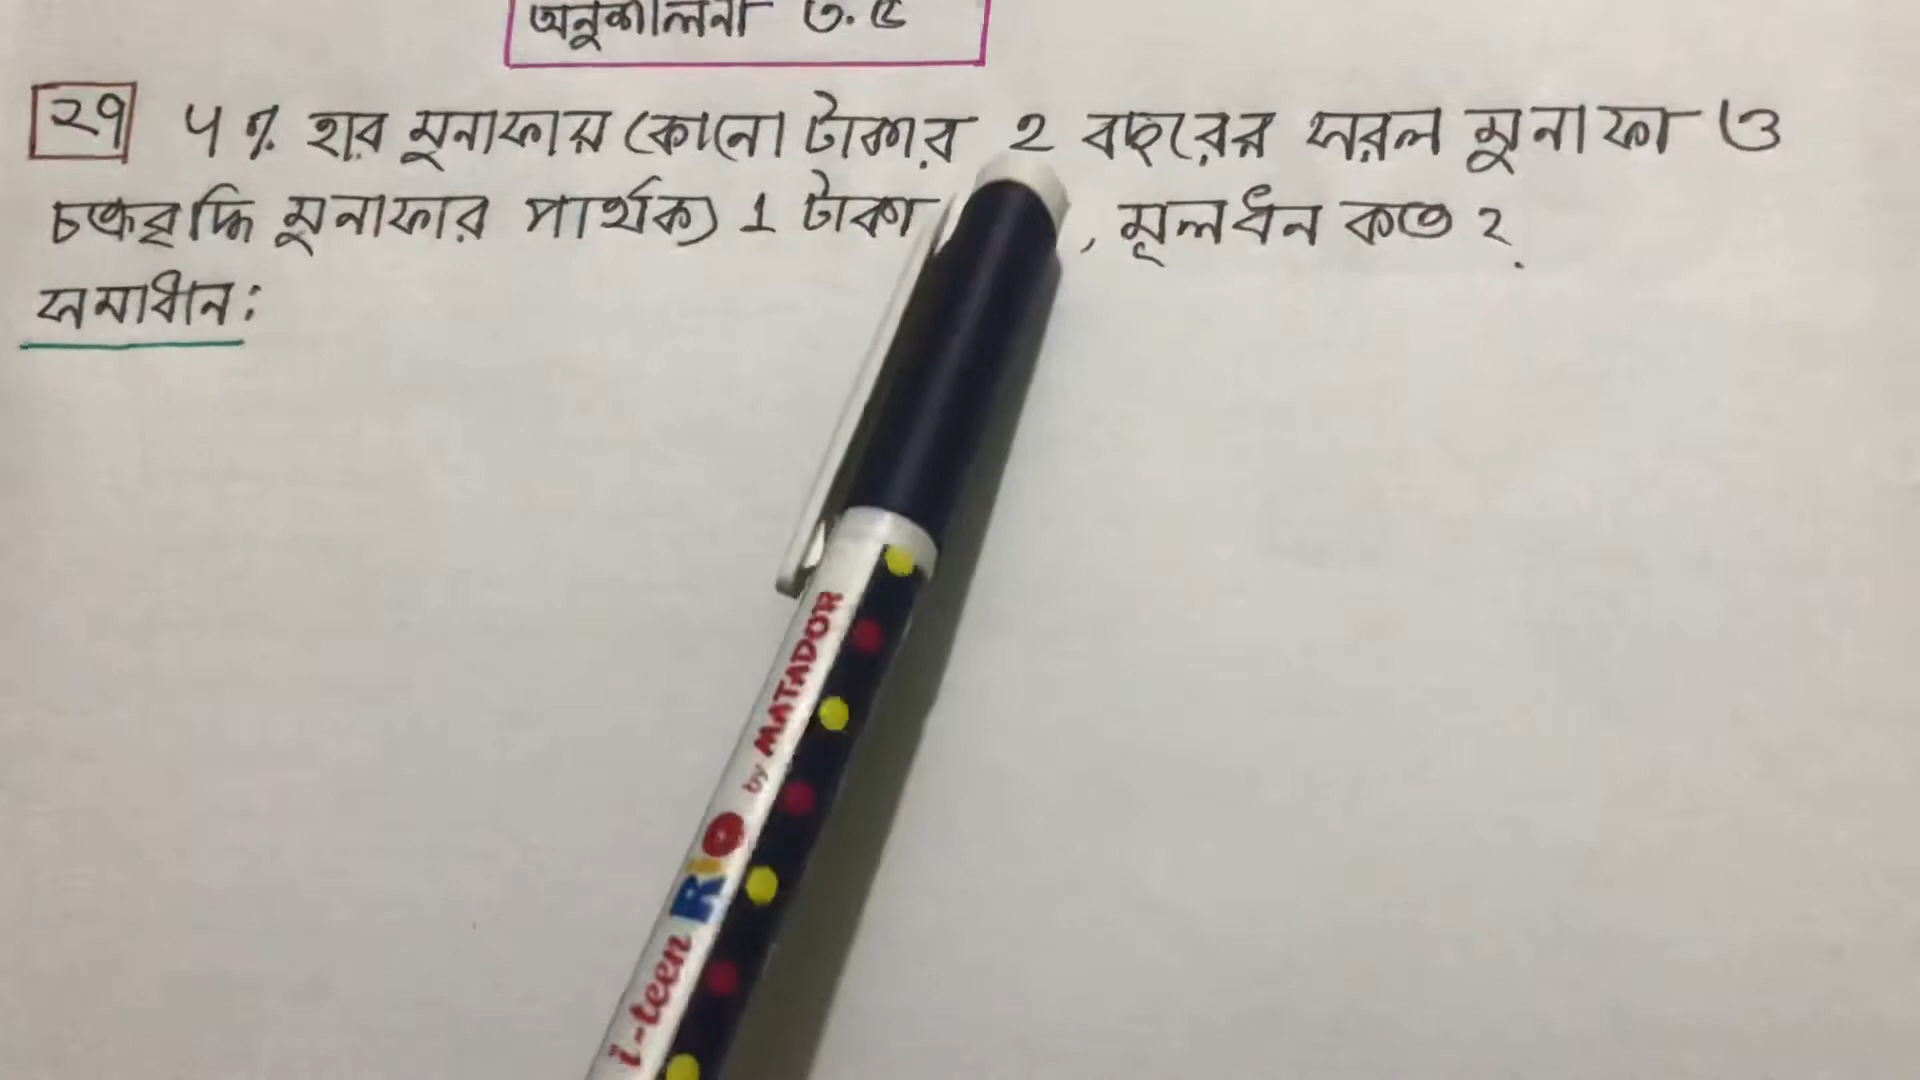 অনুশীলনী ৩.৫
২৭ 4% হার মুনাফায় কোনো টাকার 2 বছরের সরল মুনাফা ও
চক্রবৃদ্ধি মুনাফার পার্থক্য 1 টাকা , মূলধন কত ?
সমাধান:
i-teen RIO by MATADOR